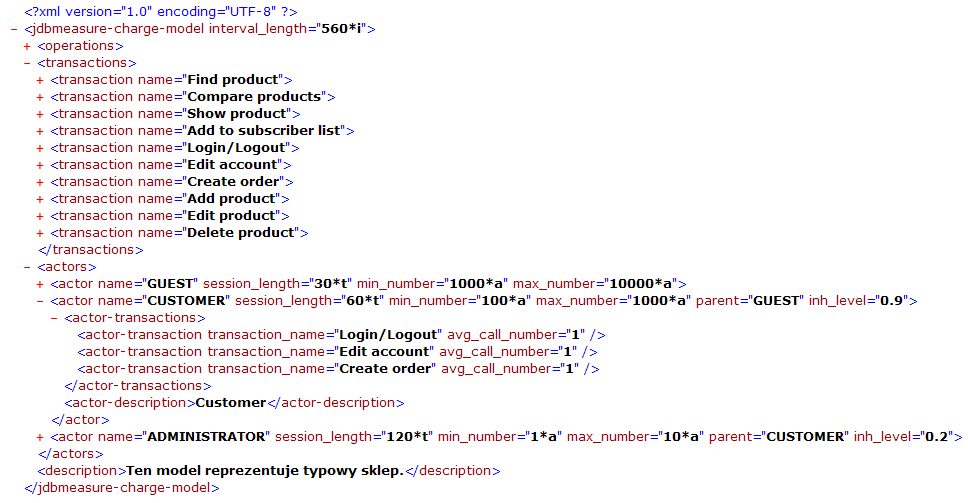 <?xml version="1.0" encoding="UTF-8" ?>
- <jdbmeasure-charge-model interval_length="560*i">
+ <operations>
- <transactions>
+ <transaction name="Find product">
+ <transaction name="Compare products">
+ <transaction name="Show product">
+ <transaction name="Add to subscriber list">
+ <transaction name="Login/Logout">
+ <transaction name="Edit account">
+ <transaction name="Create order">
+ <transaction name="Add product">
+ <transaction name="Edit product">
+ <transaction name="Delete product">
</transactions>
- <actors>
+ <actor name="GUEST" session_length="30*t" min_number="1000*a" max_number="10000*a">
- <actor name="CUSTOMER" session_length="60*t" min_number="100*a" max_number="1000*a" parent="GUEST" inh_level="0.9">
- <actor-transactions>
<actor-transaction transaction_name="Login/Logout" avg_call_number="1" />
<actor-transaction transaction_name="Edit account" avg_call_number="1" />
<actor-transaction transaction_name="Create order" avg_call_number="1" />
</actor-transactions>
<actor-description>Customer</actor-description>
</actor>
+ <actor name="ADMINISTRATOR" session_length="120*t" min_number="1*a" max_number="10*a" parent="CUSTOMER" inh_level="0.2">
</actors>
<description>Ten model reprezentuje typowy sklep.</description>
</jdbmeasure-charge-model>